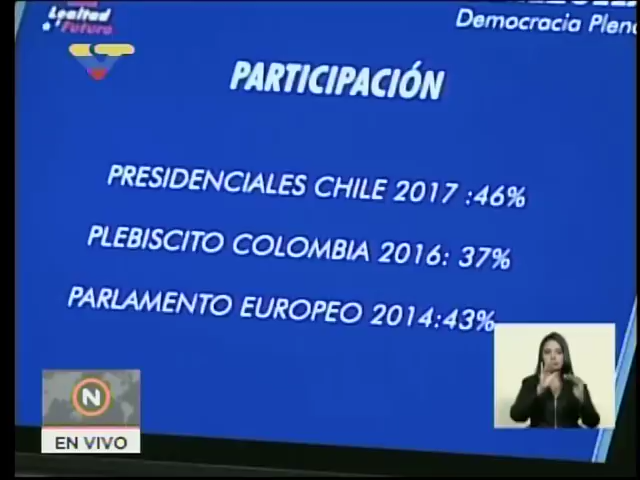 Lealtad
y Futuro
Democracia Plen
PARTICIPACIÓN
PRESIDENCIALES CHILE 2017 :46%
PLEBISCITO COLOMBIA 2016: 37%
PARLAMENTO EUROPEO 2014:43%
N
EN VIVO